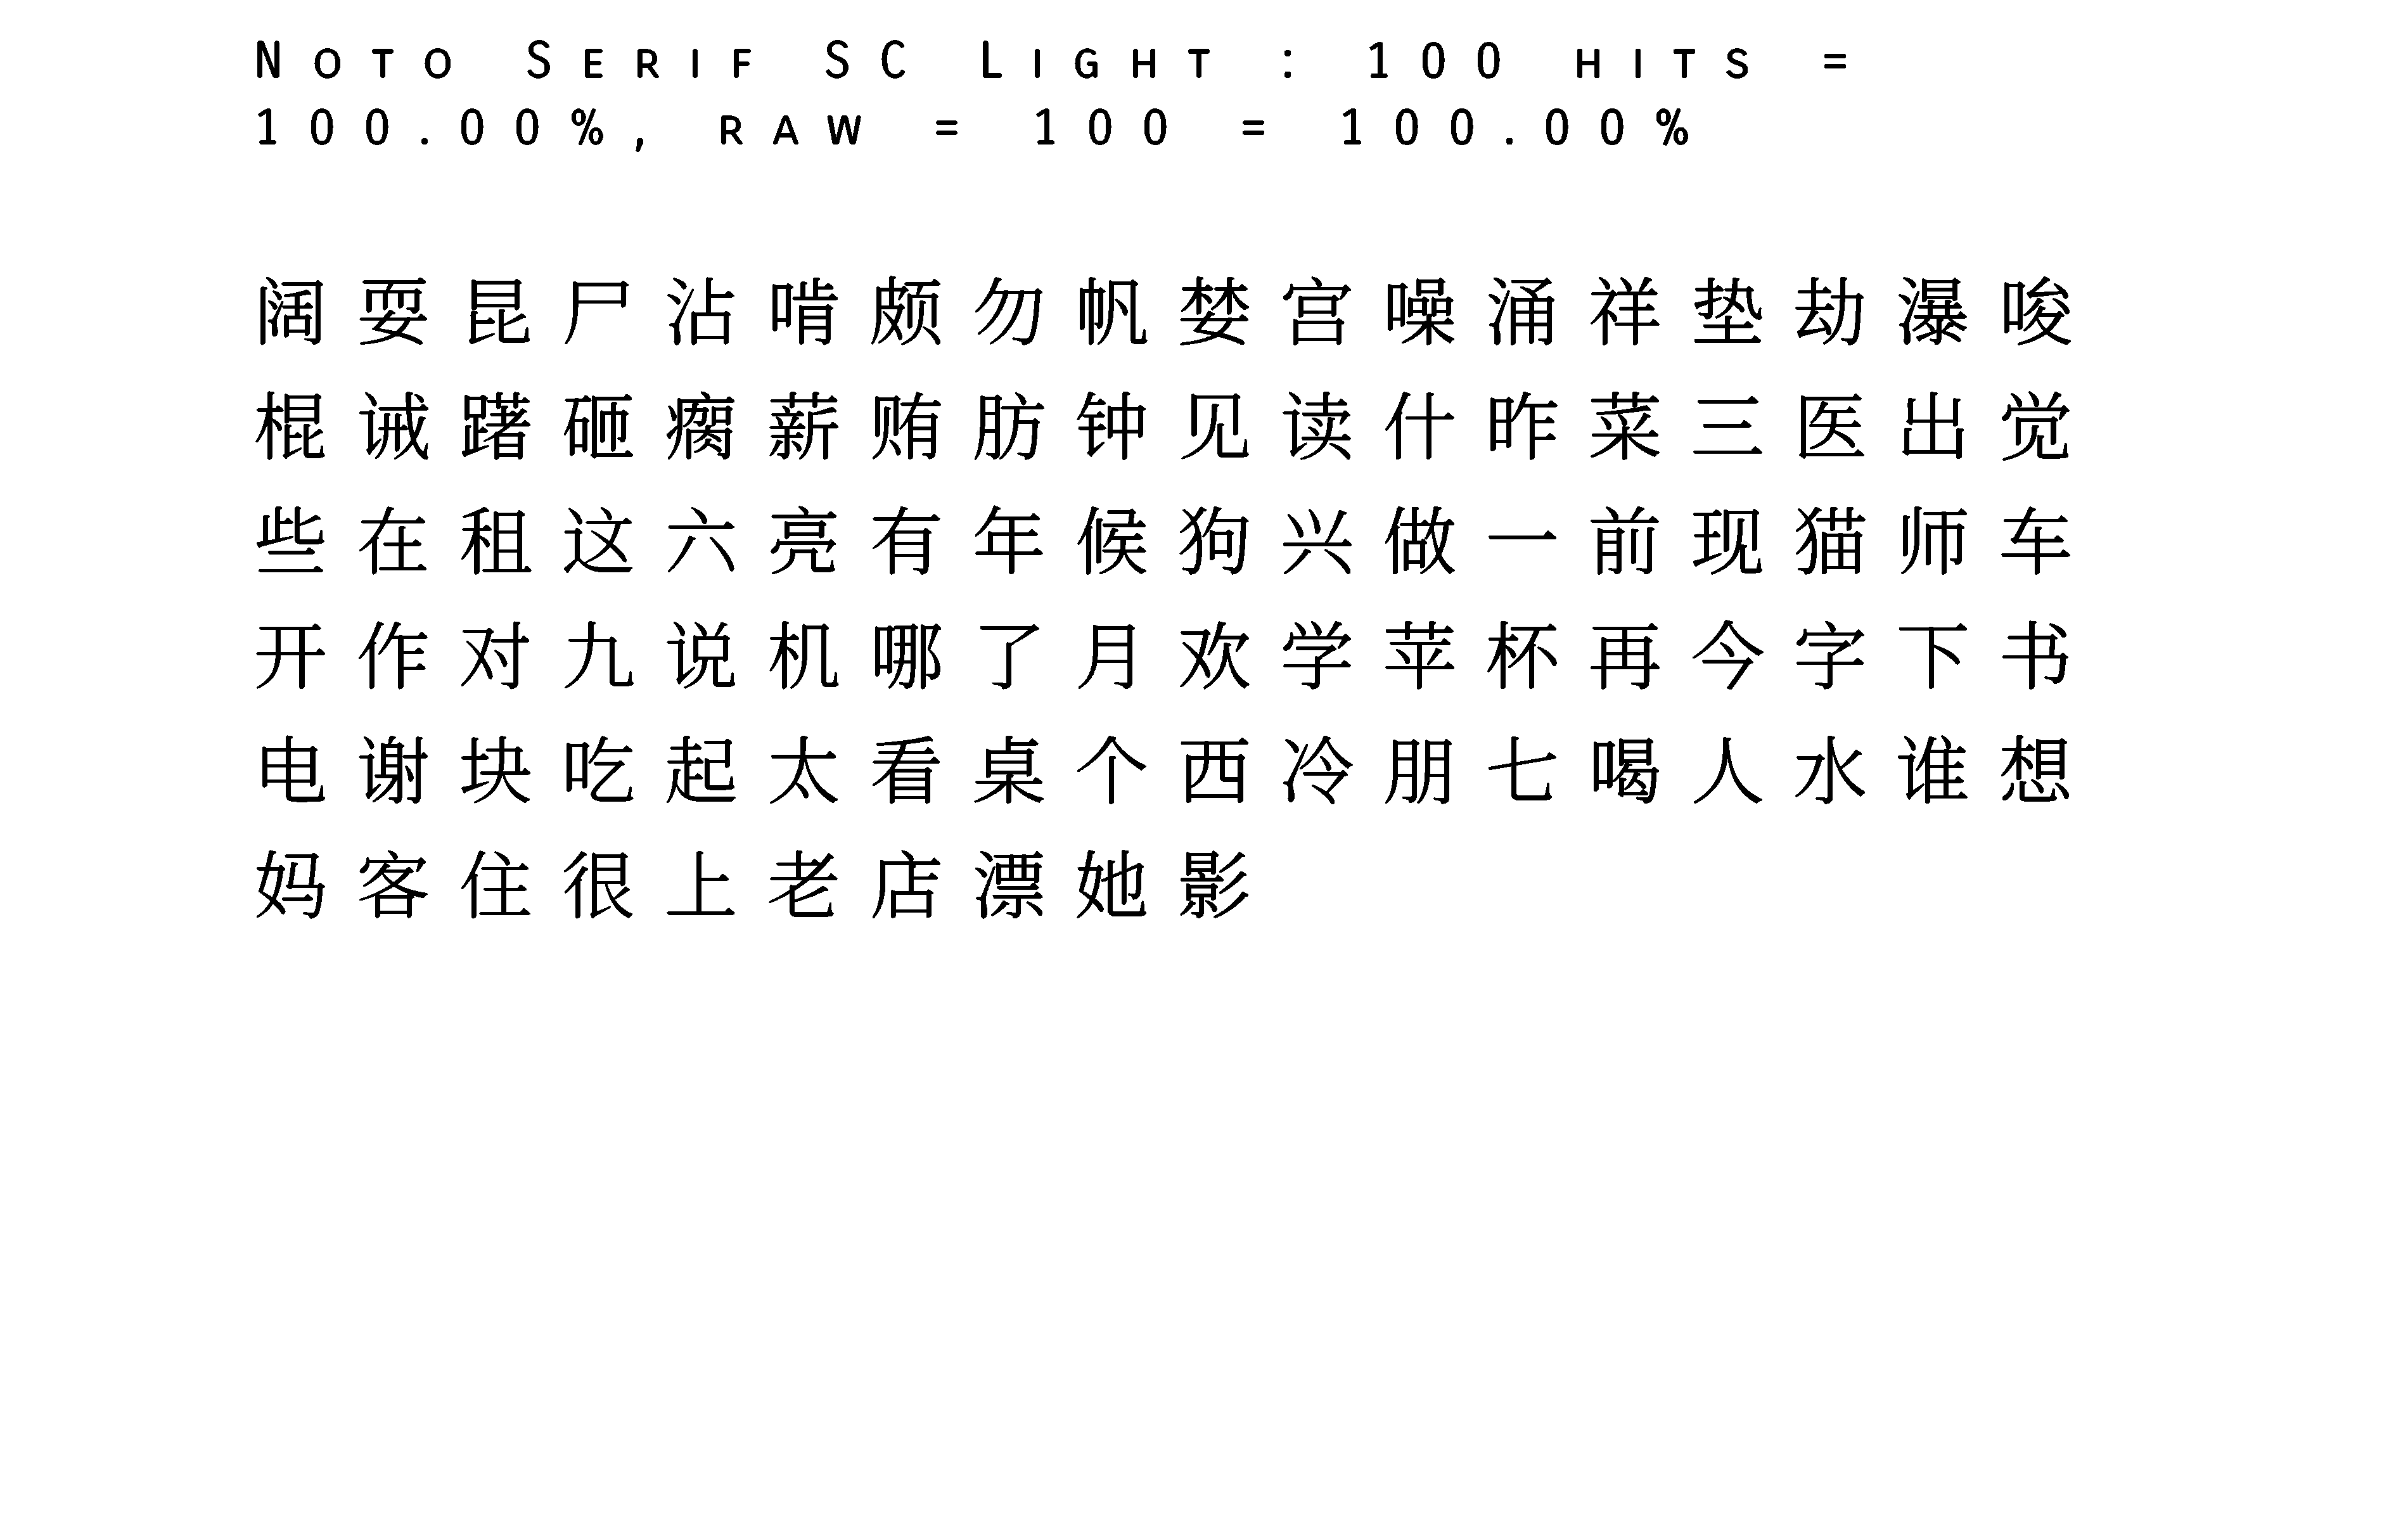 Noto Serif SC Light : 100 hits =
100.00%, raw = 100 = 100.00%
阔耍昆尸沾啃颇勿帆婪宫噪涌祥垫劫瀑唆
棍诫躇砸瘸薪贿肪钟见读什昨菜三医出觉
些在租这六亮有年候狗兴做一前现猫师车
开作对九说机哪了月欢学苹杯再今字下书
电谢块吃起太看桌个西冷朋七喝人水谁想
妈客住很上老店漂她影